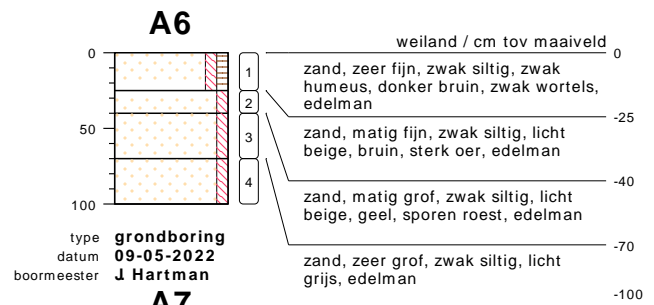 A6
weiland / cm tov maaiveld
0
0
1
zand, zeer fijn, zwak siltig, zwak
humeus, donker bruin, zwak wortels,
edelman
-25
2
50
3
zand, matig fijn, zwak siltig, licht
beige, bruin, sterk oer, edelman
-40
4
zand, matig grof, zwak siltig, licht
beige, geel, sporen roest, edelman
100
-70
type grondboring
datum 09-05-2022
boormeester J Hartman
zand, zeer grof, zwak siltig, licht
grijs, edelman
-100
A7